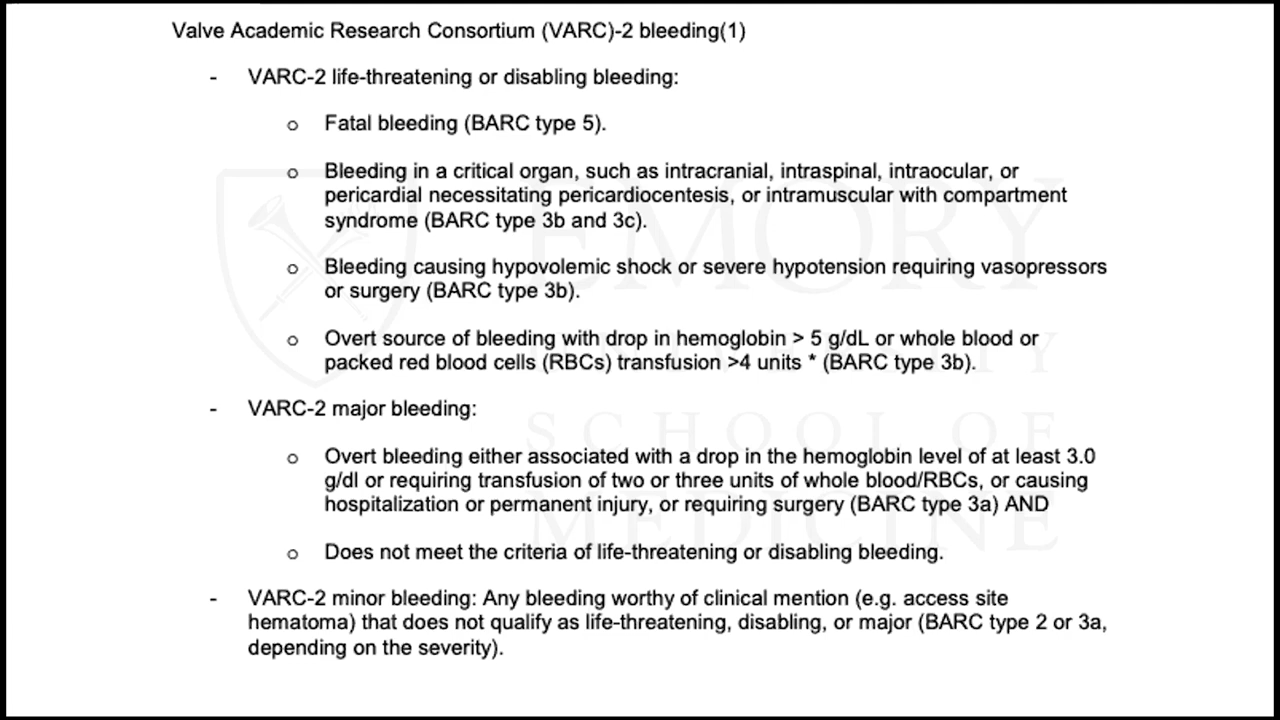 Valve Academic Research Consortium (VARC)-2 bleeding(1)
- VARC-2 life-threatening or disabling bleeding:
o Fatal bleeding (BARC type 5).
o Bleeding in a critical organ, such as intracranial, intraspinal, intraocular, or
pericardial necessitating pericardiocentesis, or intramuscular with compartment
syndrome (BARC type 3b and 3c).
o Bleeding causing hypovolemic shock or severe hypotension requiring vasopressors
or surgery (BARC type 3b).
o Overt source of bleeding with drop in hemoglobin > 5 g/dL or whole blood or
packed red blood cells (RBCs) transfusion >4 units * (BARC type 3b).
- VARC-2 major bleeding:
o Overt bleeding either associated with a drop in the hemoglobin level of at least 3.0
g/dl or requiring transfusion of two or three units of whole blood/RBCs, or causing
hospitalization or permanent injury, or requiring surgery (BARC type 3a) AND
o Does not meet the criteria of life-threatening or disabling bleeding.
- VARC-2 minor bleeding: Any bleeding worthy of clinical mention (e.g. access site
hematoma) that does not qualify as life-threatening, disabling, or major (BARC type 2 or 3a,
depending on the severity).
EMORY
SCHOOL OF
MEDICINE